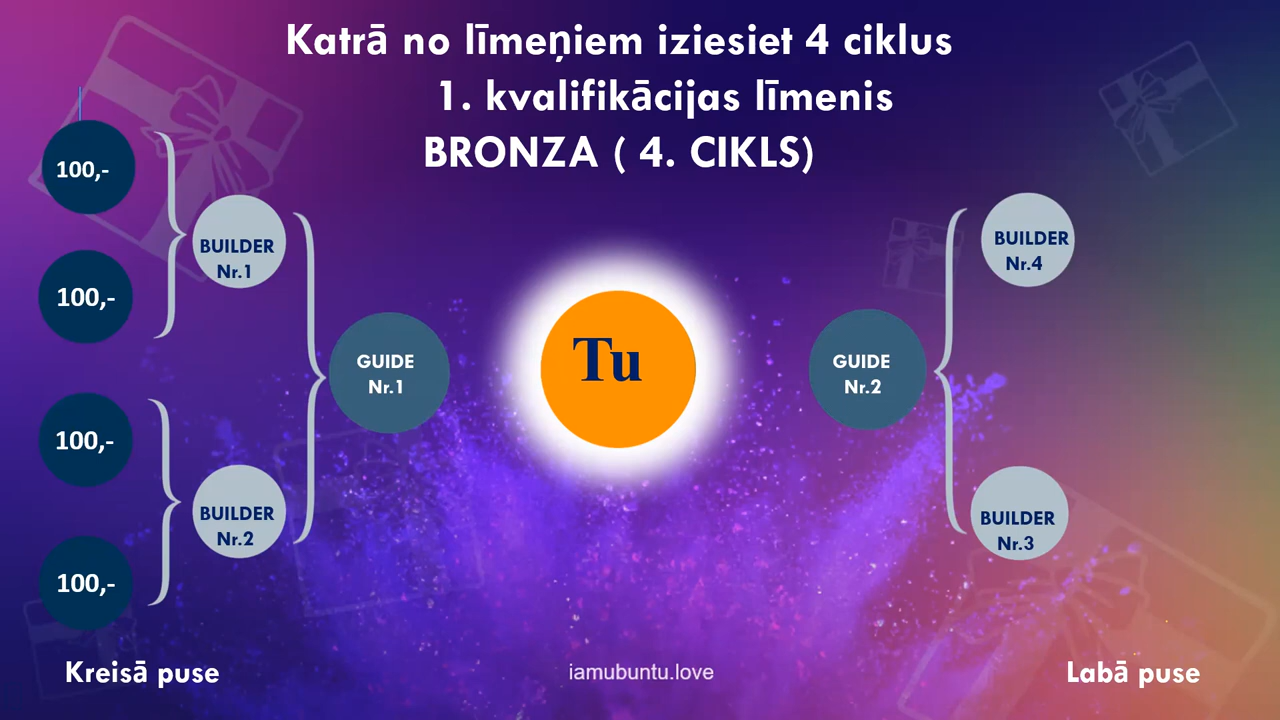 Katrā no līmeņiem iziesiet 4 ciklus
1. kvalifikācijas līmenis
BRONZA ( 4. CIKLS)
100,-
100,-
100,-
100,-
BUILDER
Nr.1
BUILDER
Nr.2
GUIDE
Nr.1
Tu
GUIDE
Nr.2
BUILDER
Nr.4
BUILDER
Nr.3
Kreisā puse
iamubuntu.love
Labā puse